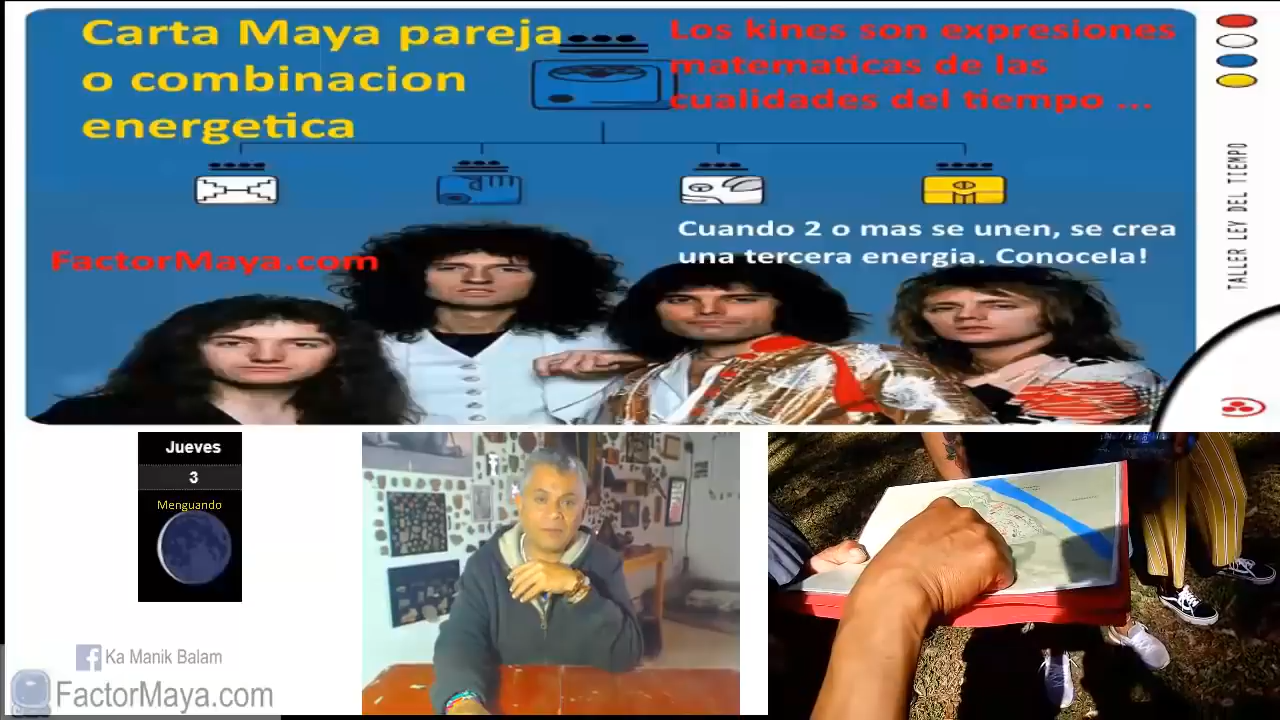 Carta Maya pareja
o combinacion
energetica
Los kines son expresiones
matematicas de las
cualidades del tiempo ...
Cuando 2 o mas se unen, se crea
una tercera energia. Conocela!
FactorMaya.com
TALLER LEY DEL TIEMPO
Jueves
3
Menguando
Ka Manik Balam
FactorMaya.com